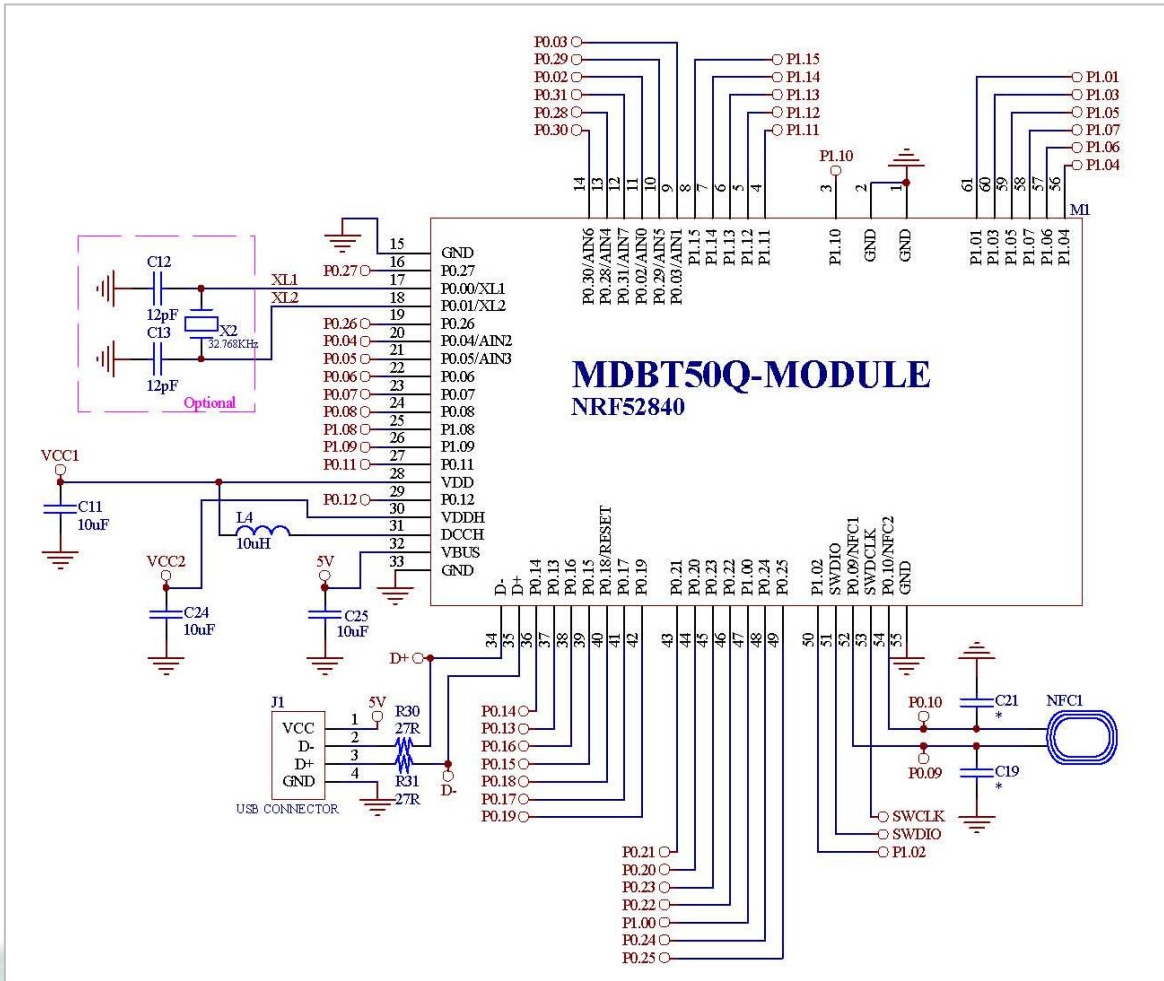 P0.03
P0.29
P0.02
P0.31
P0.28
P0.30
P1.15
P1.14
P1.13
P1.12
P1.11
P1.01
P1.03
P1.05
P1.07
P1.06
P1.04
P1.10
14
13
12
11
10
9
8
7
6
5
4
3
2
1
61
60
59
58
57
56
M1
P0.30/AIN6
P0.28/AIN4
P0.31/AIN7
P0.02/AIN0
P0.29/AIN5
P0.03/AIN1
P1.15
P1.14
P1.13
P1.12
P1.11
P1.10
GND
GND
P1.01
P1.03
P1.05
P1.07
P1.06
P1.04
15 GND
P0.27 16 P0.27
XL1 17 P0.00/XL1
XL2 18 P0.01/XL2
P0.26 19 P0.26
P0.04 20 P0.04/AIN2
P0.05 21 P0.05/AIN3
P0.06 22 P0.06
P0.07 23 P0.07
P0.08 24 P0.08
P1.08 25 P1.08
P1.09 26 P1.09
P0.11 27 P0.11
28 VDD
P0.12 29 P0.12
30 VDDH
31 DCCH
32 VBUS
33 GND
C12
12pF
C13
12pF
X2
32.768KHz
Optional
MDBT50Q-MODULE
NRF52840
VCC1
C11
10uF
L4
10uH
VCC2
C24
10uF
5V
C25
10uF
D-
D+
P0.14
P0.13
P0.16
P0.15
P0.18/RESET
P0.17
P0.19
P0.21
P0.20
P0.23
P0.22
P1.00
P0.24
P0.25
P1.02
SWDIO
P0.09/NFC1
SWDCLK
P0.10/NFC2
GND
34
35
36
37
38
39
40
41
42
43
44
45
46
47
48
49
50
51
52
53
54
55
D+
J1
VCC 1 5V
D- 2
D+ 3
GND 4
USB CONNECTOR
R30
27R
R31
27R
D-
P0.14
P0.13
P0.16
P0.15
P0.18
P0.17
P0.19
P0.21
P0.20
P0.23
P0.22
P1.00
P0.24
P0.25
P0.10
P0.09
C21
*
C19
*
NFC1
SWCLK
SWDIO
P1.02